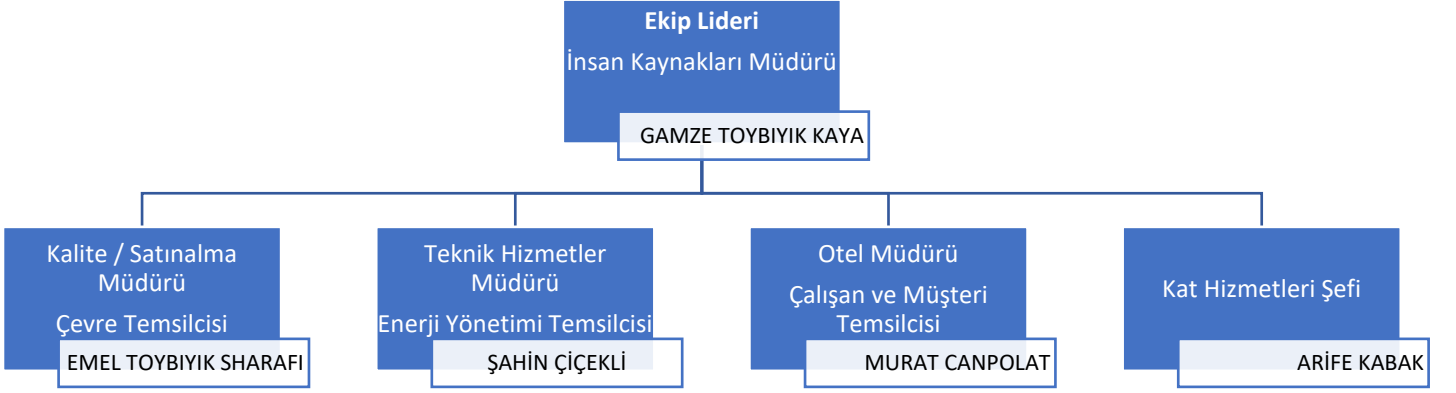 Ekip Lideri
İnsan Kaynakları Müdürü
GAMZE TOYBIYIK KAYA
Kalite / Satınalma
Müdürü
Çevre Temsilcisi
EMEL TOYBIYIK SHARAFI
Teknik Hizmetler
Müdürü
Enerji Yönetimi Temsilcisi
ŞAHİN ÇİÇEKLİ
Otel Müdürü
Çalışan ve Müşteri
Temsilcisi
MURAT CANPOLAT
Kat Hizmetleri Şefi
ARİFE KABAK